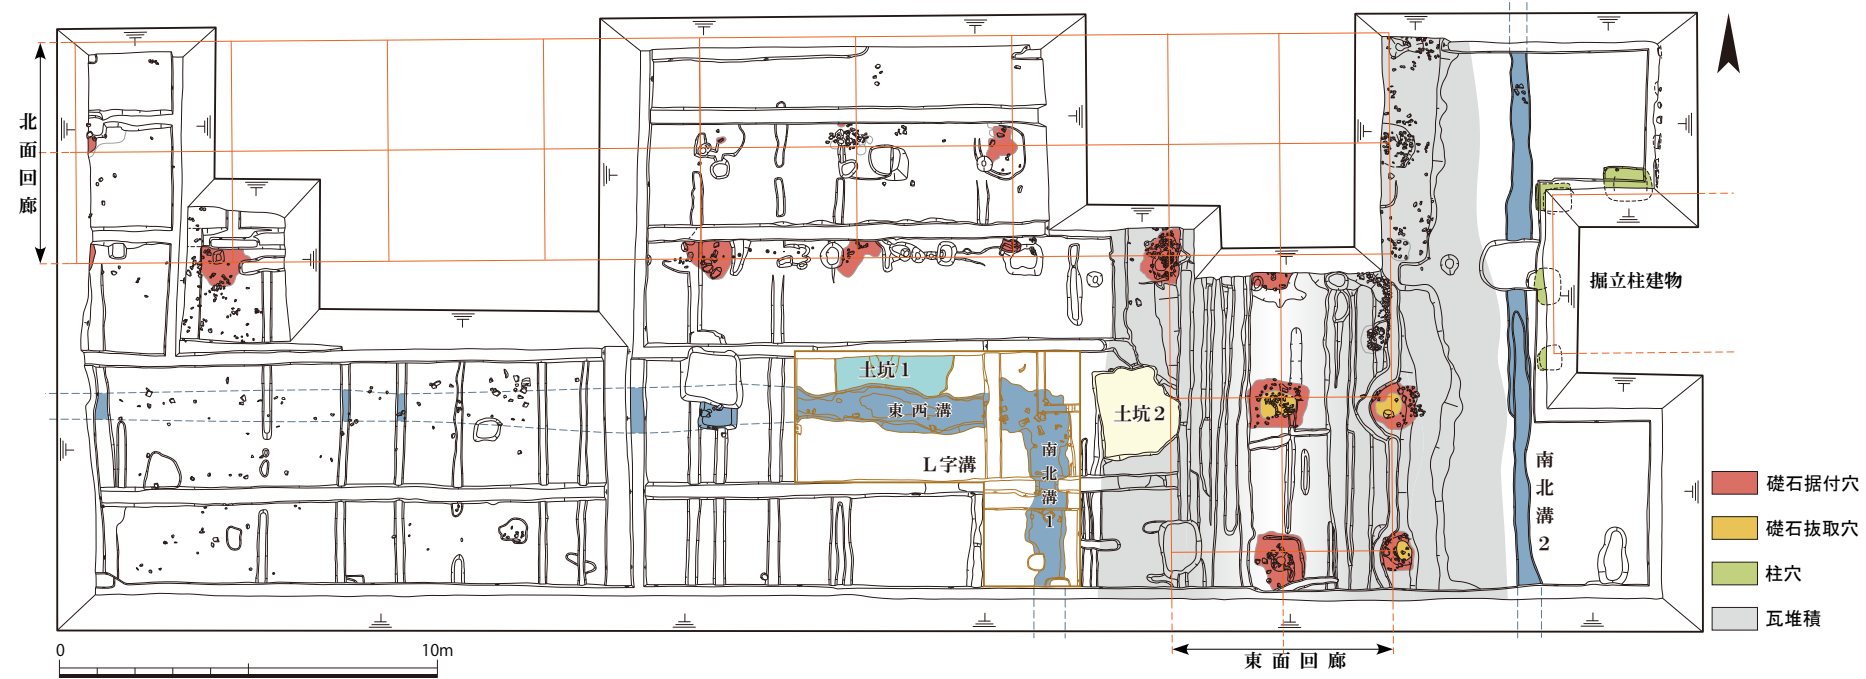 北面回廊
土坑1
東西溝
L字溝
南北溝1
土坑2
掘立柱建物
南北溝2
礎石据付穴
礎石抜取穴
柱穴
瓦堆積
東面回廊
0 10m